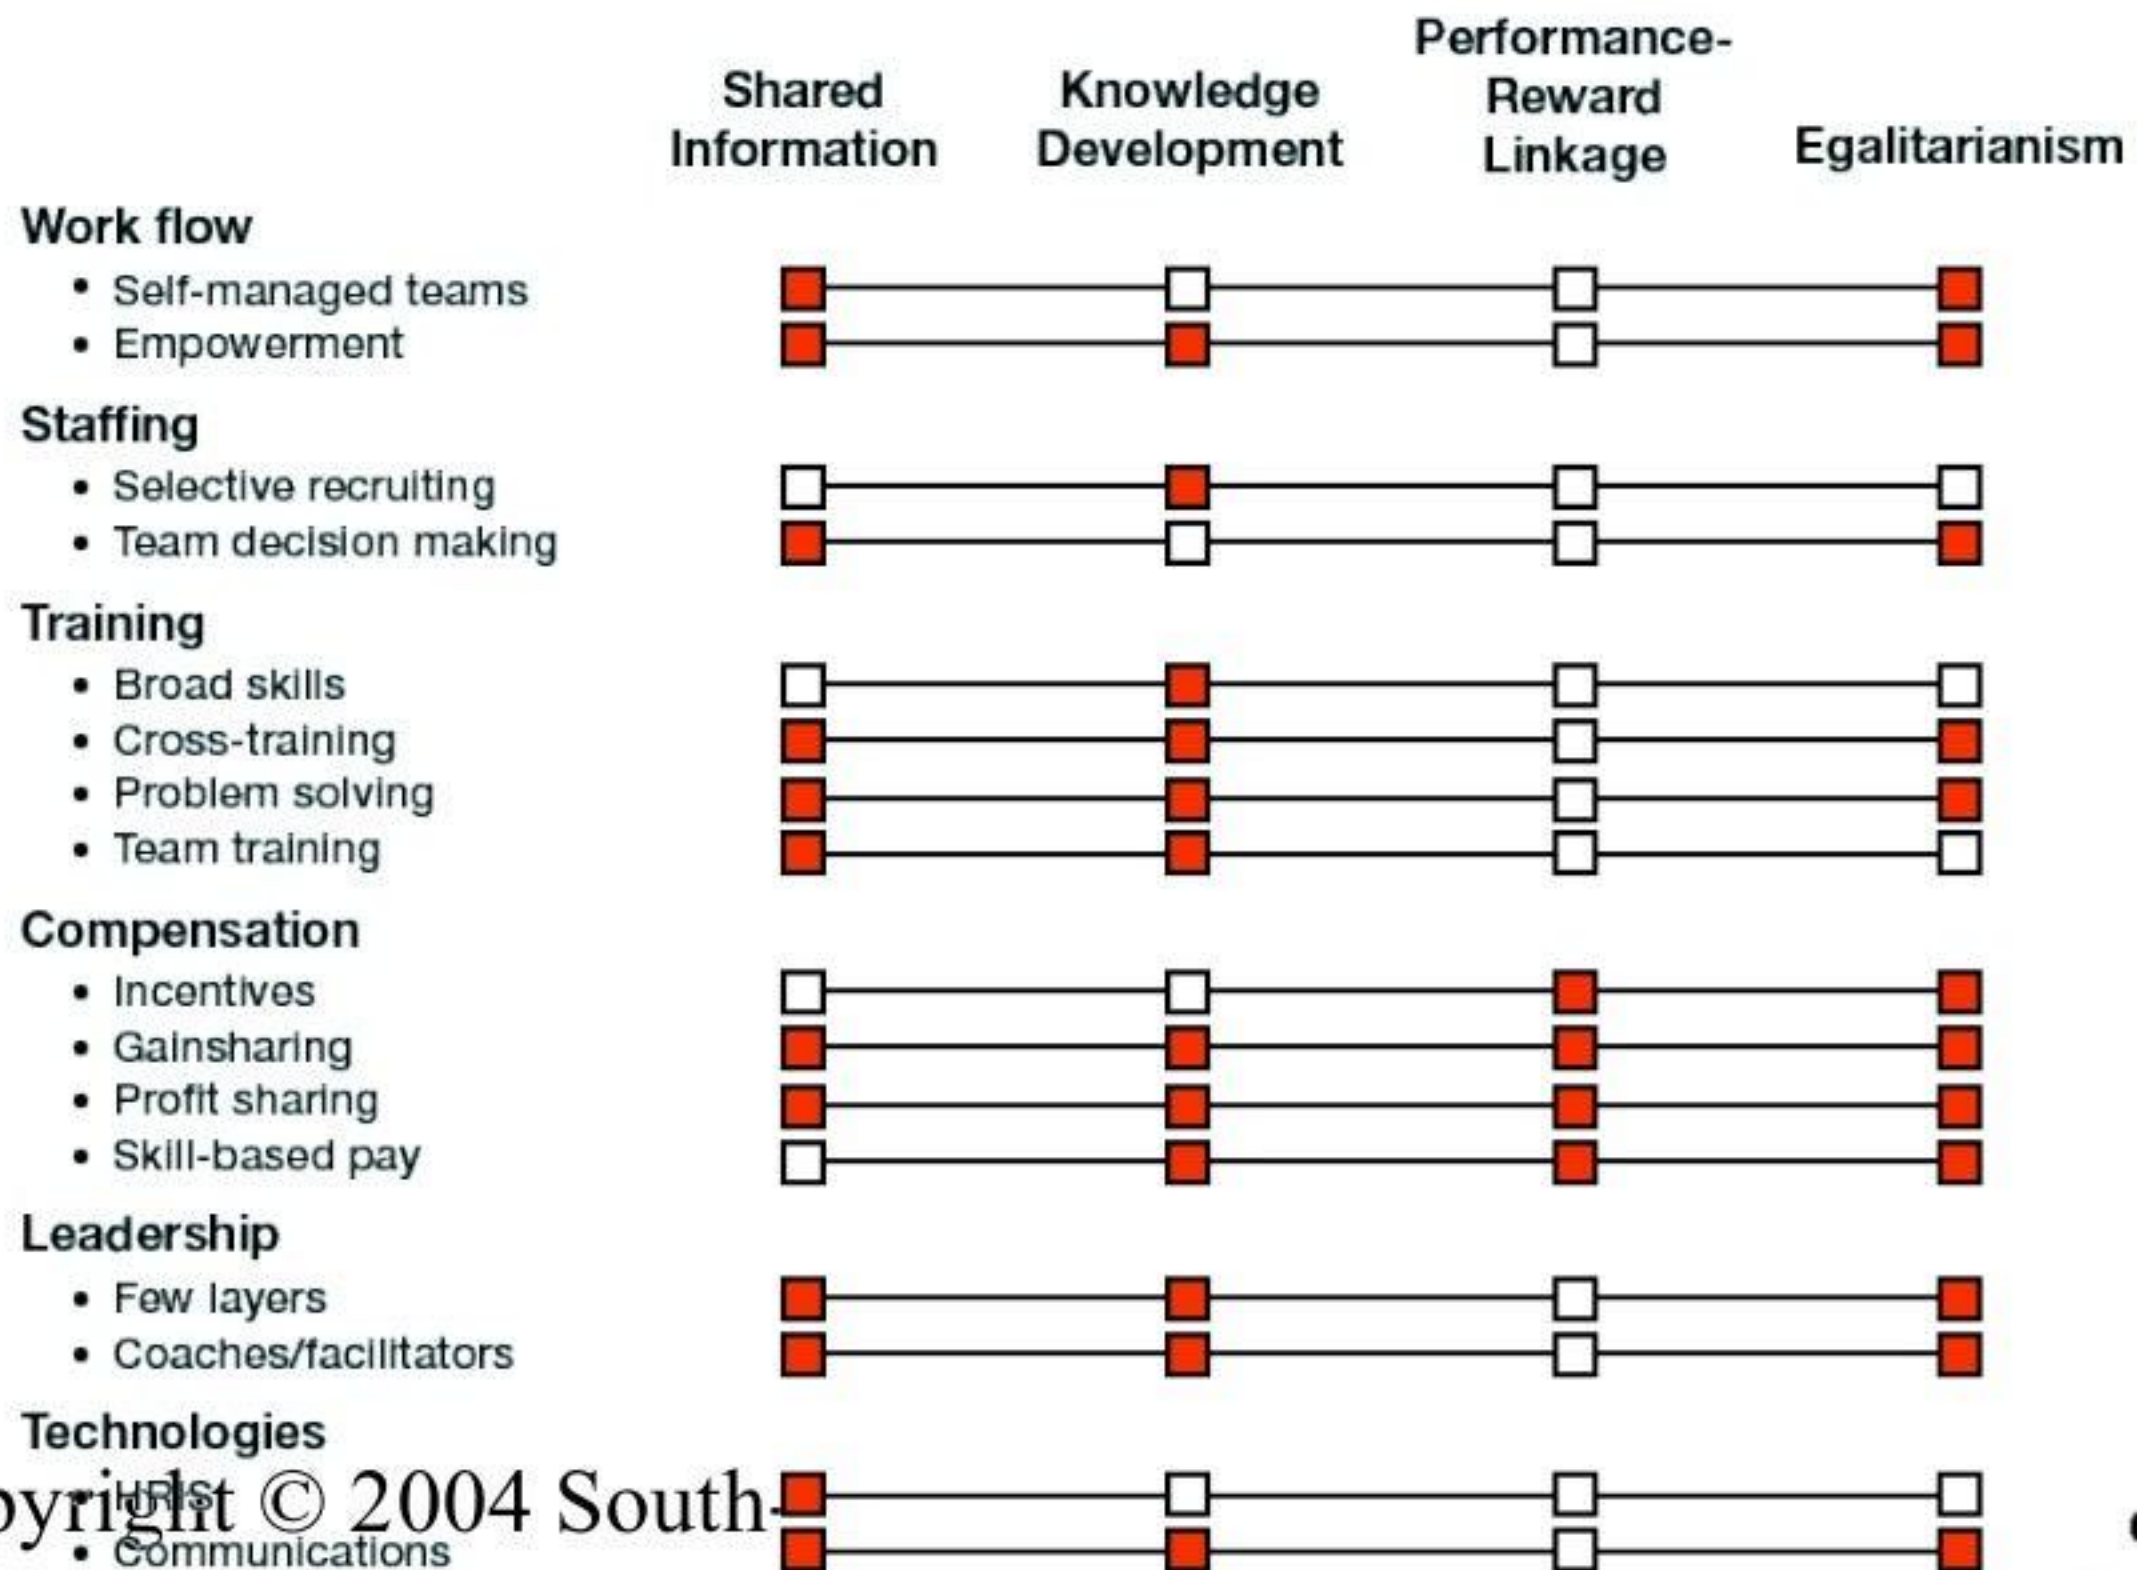 Performance-
Shared Knowledge Reward
Information Development Linkage Egalitarianism
Work flow
• Self-managed teams
• Empowerment
Staffing
• Selective recruiting
• Team decision making
Training
• Broad skills
• Cross-training
• Problem solving
• Team training
Compensation
• Incentives
• Gainsharing
• Profit sharing
• Skill-based pay
Leadership
• Few layers
• Coaches/facilitators
Technologies
• HRIS
pyright © 2004 South-
• Communications